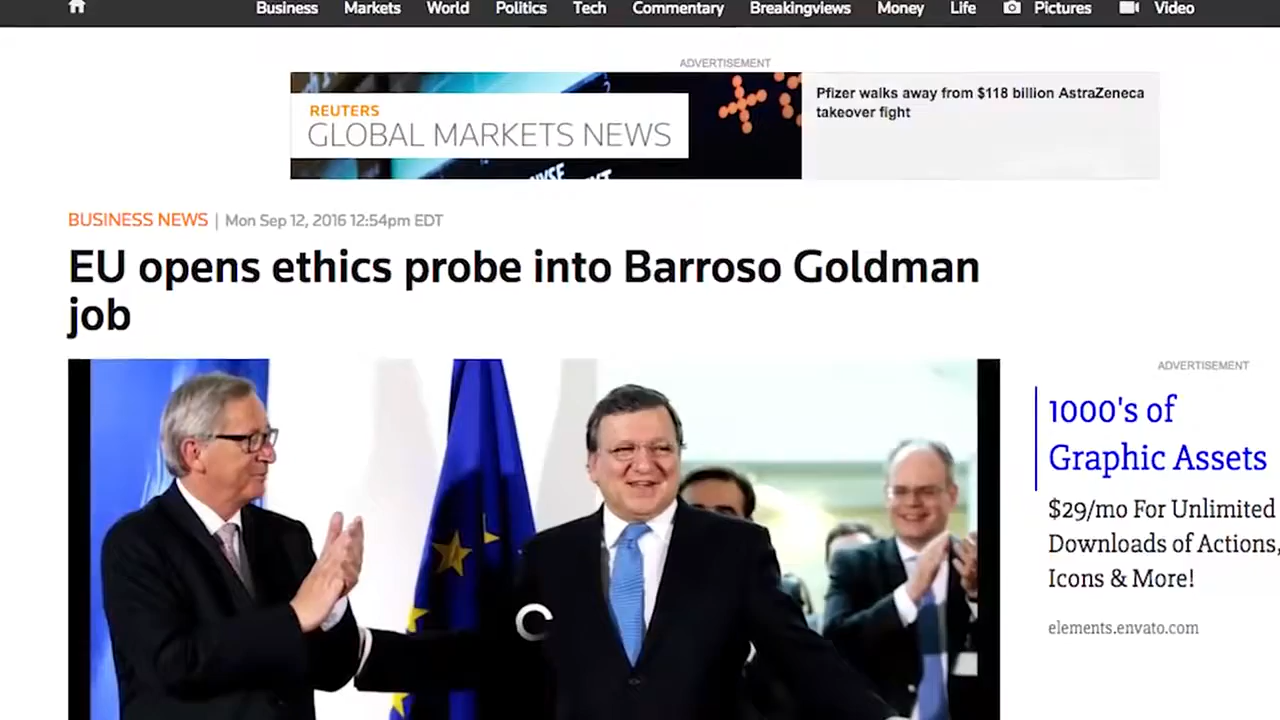 Business Markets World Politics Tech Commentary Breakingviews Money Life Pictures Video
ADVERTISEMENT
REUTERS
GLOBAL MARKETS NEWS
Pfizer walks away from $118 billion AstraZeneca
takeover fight
NYSE
BUSINESS NEWS | Mon Sep 12, 2016 12:54pm EDT
EU opens ethics probe into Barroso Goldman
job
ADVERTISEMENT
1000's of
Graphic Assets
$29/mo For Unlimited
Downloads of Actions,
Icons & More!
elements.envato.com